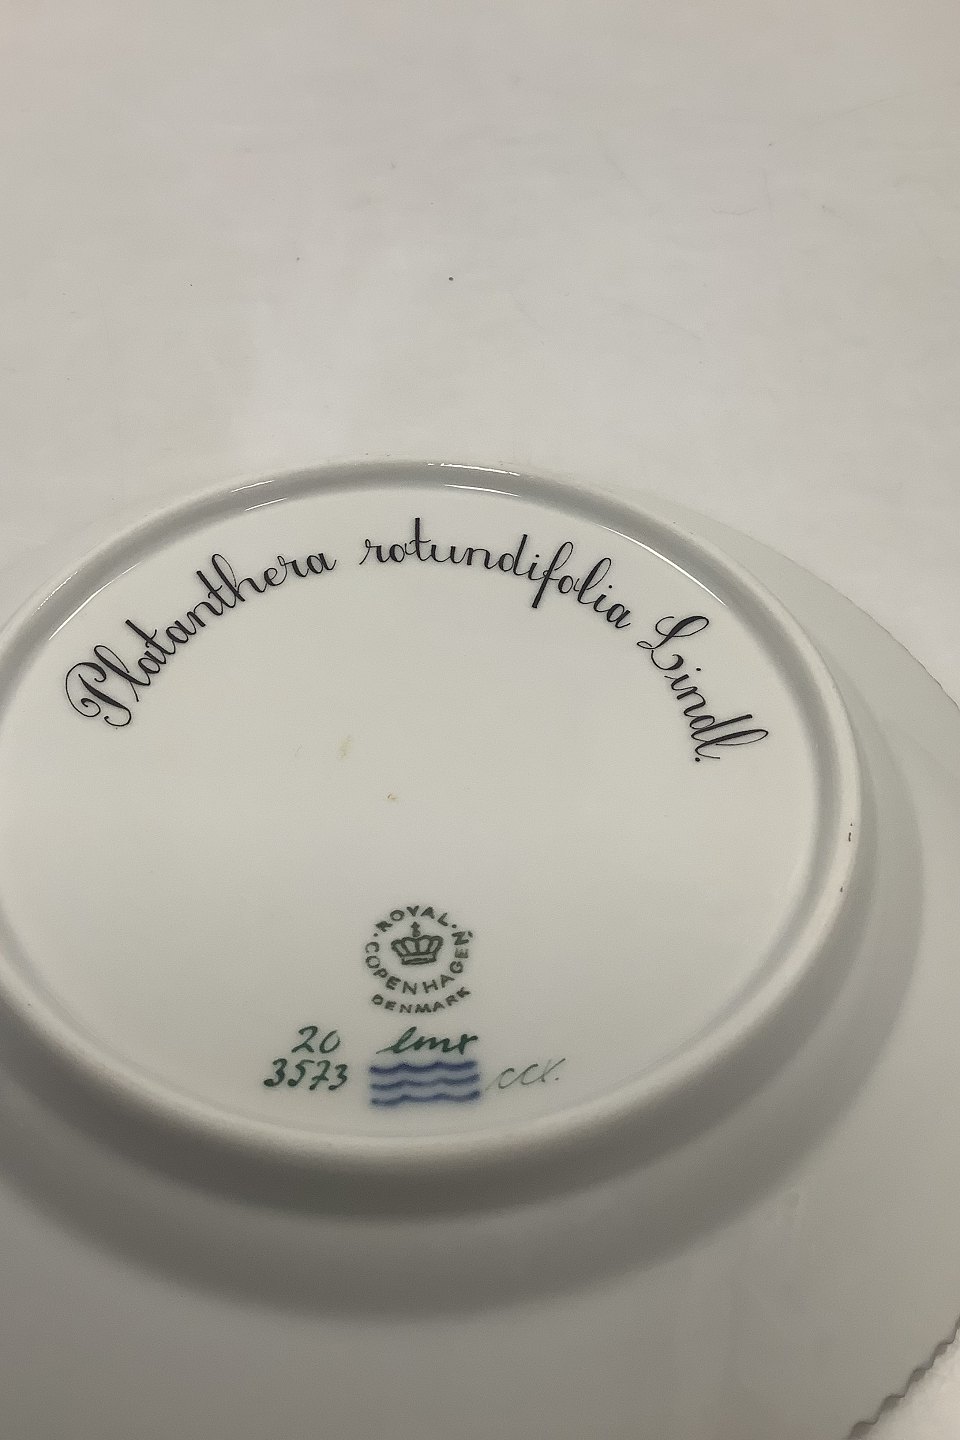 Platanthera rotundifolia Lindl.
ROYAL
COPENHAGEN
DENMARK
20
3573